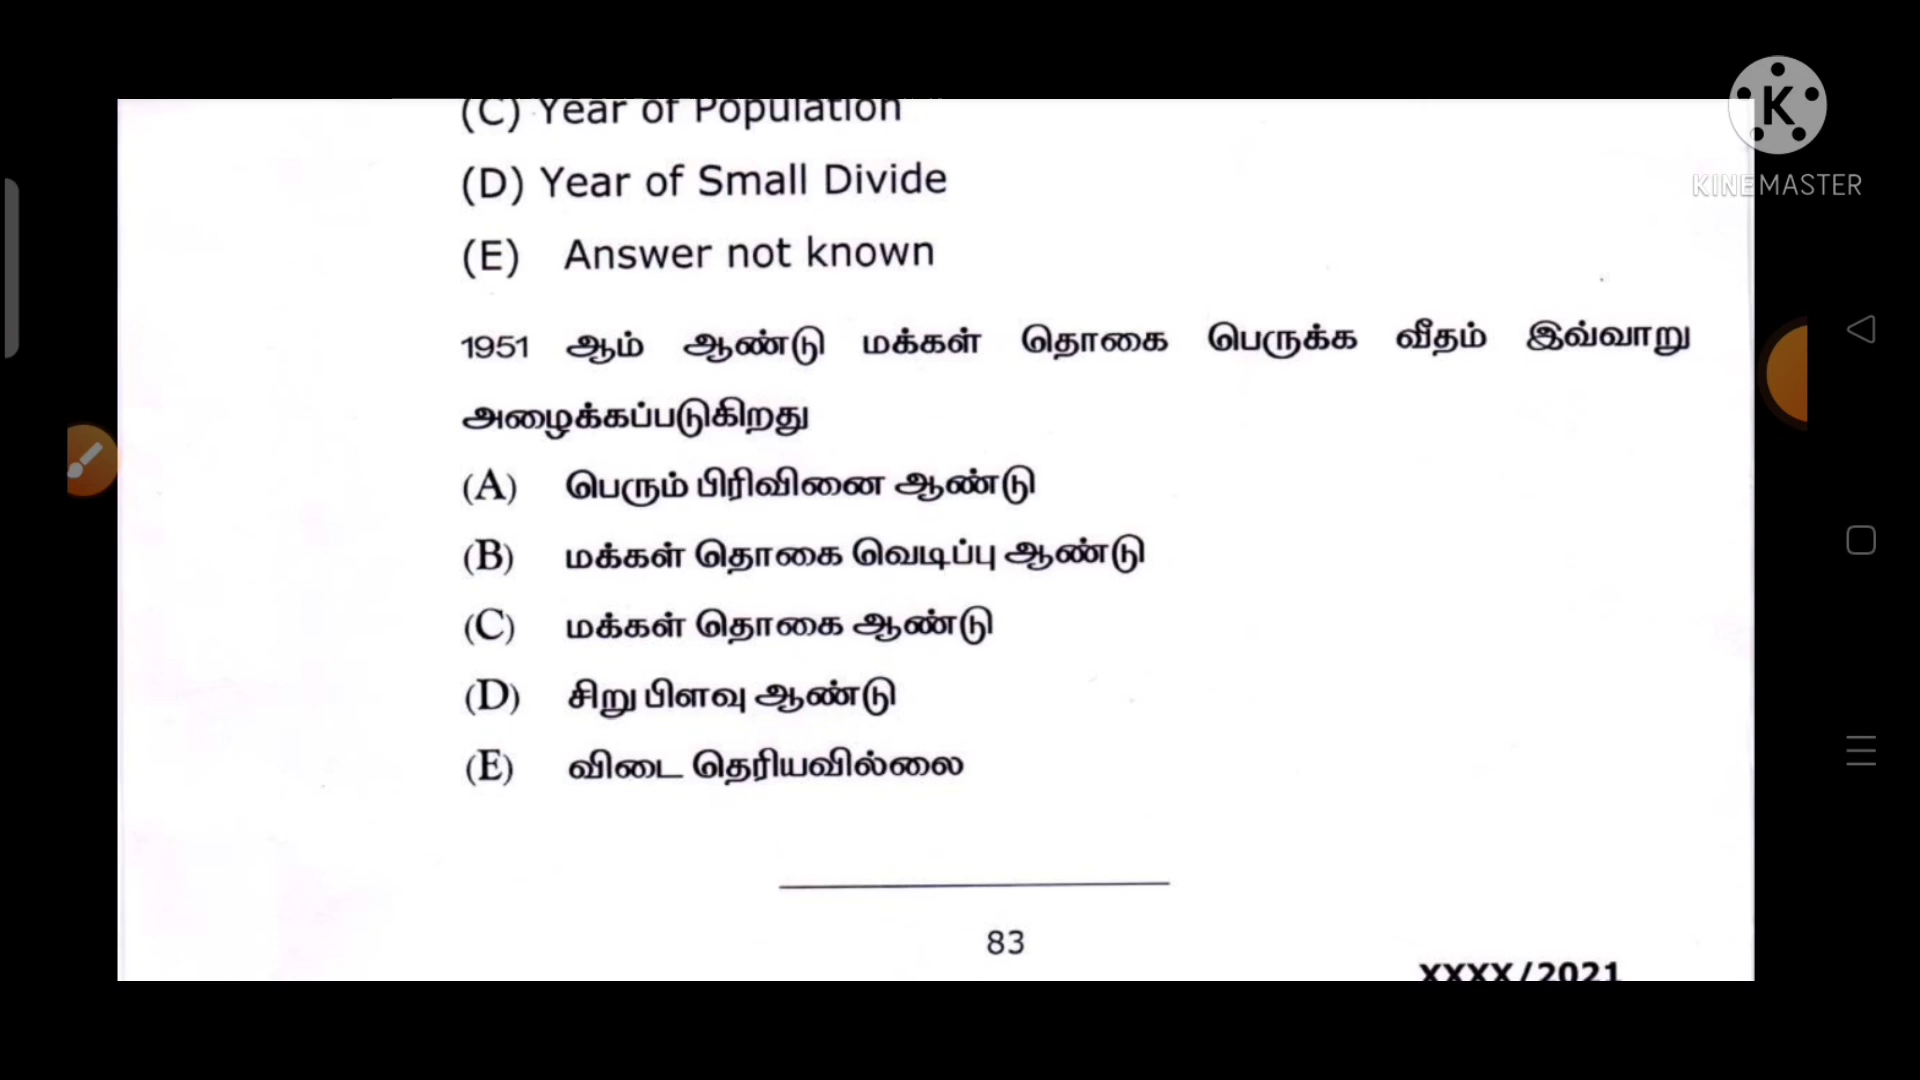 (C) Year of Population
(D) Year of Small Divide
(E) Answer not known
1951 ஆம் ஆண்டு மக்கள் தொகை பெருக்க வீதம் இவ்வாறு
அழைக்கப்படுகிறது
(A) பெரும் பிரிவினை ஆண்டு
(B) மக்கள் தொகை வெடிப்பு ஆண்டு
(C) மக்கள் தொகை ஆண்டு
(D) சிறு பிளவு ஆண்டு
(E) விடை தெரியவில்லை
83
XXXX/2021
K
KINEMASTER